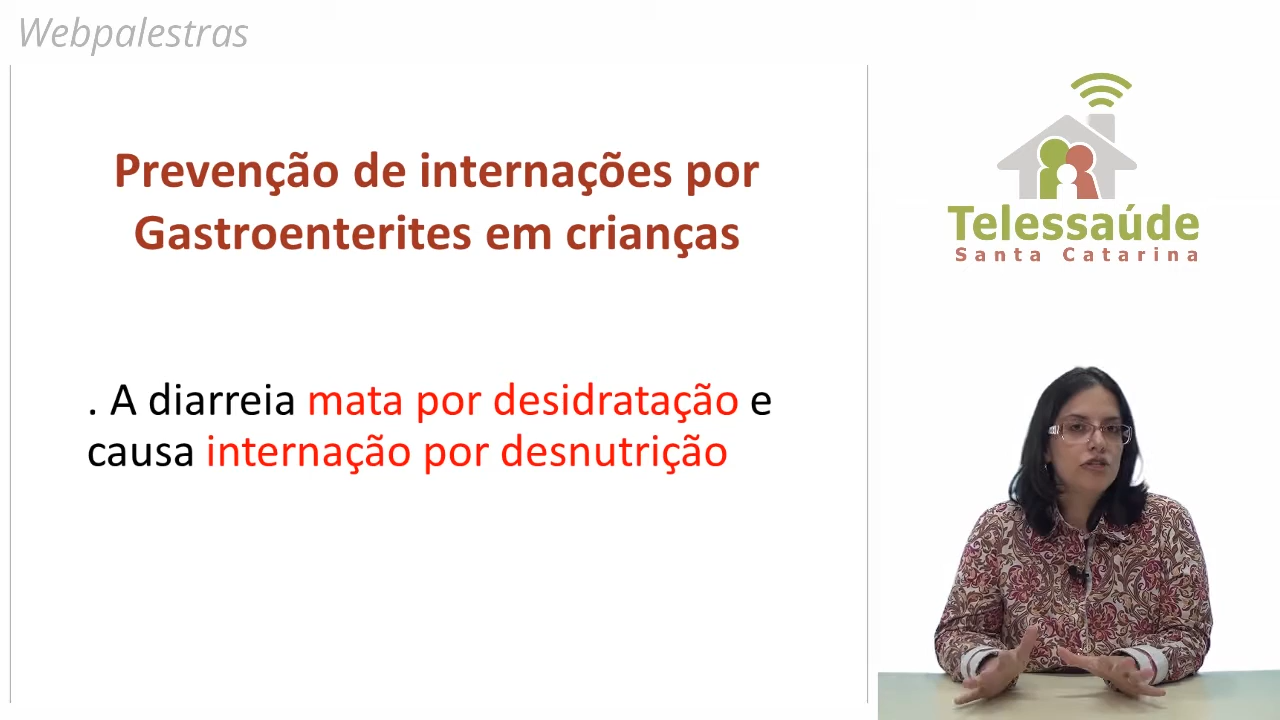 Webpalestras
Prevenção de internações por
Gastroenterites em crianças
. A diarreia mata por desidratação e
causa internação por desnutrição
Telessaúde
Santa Catarina